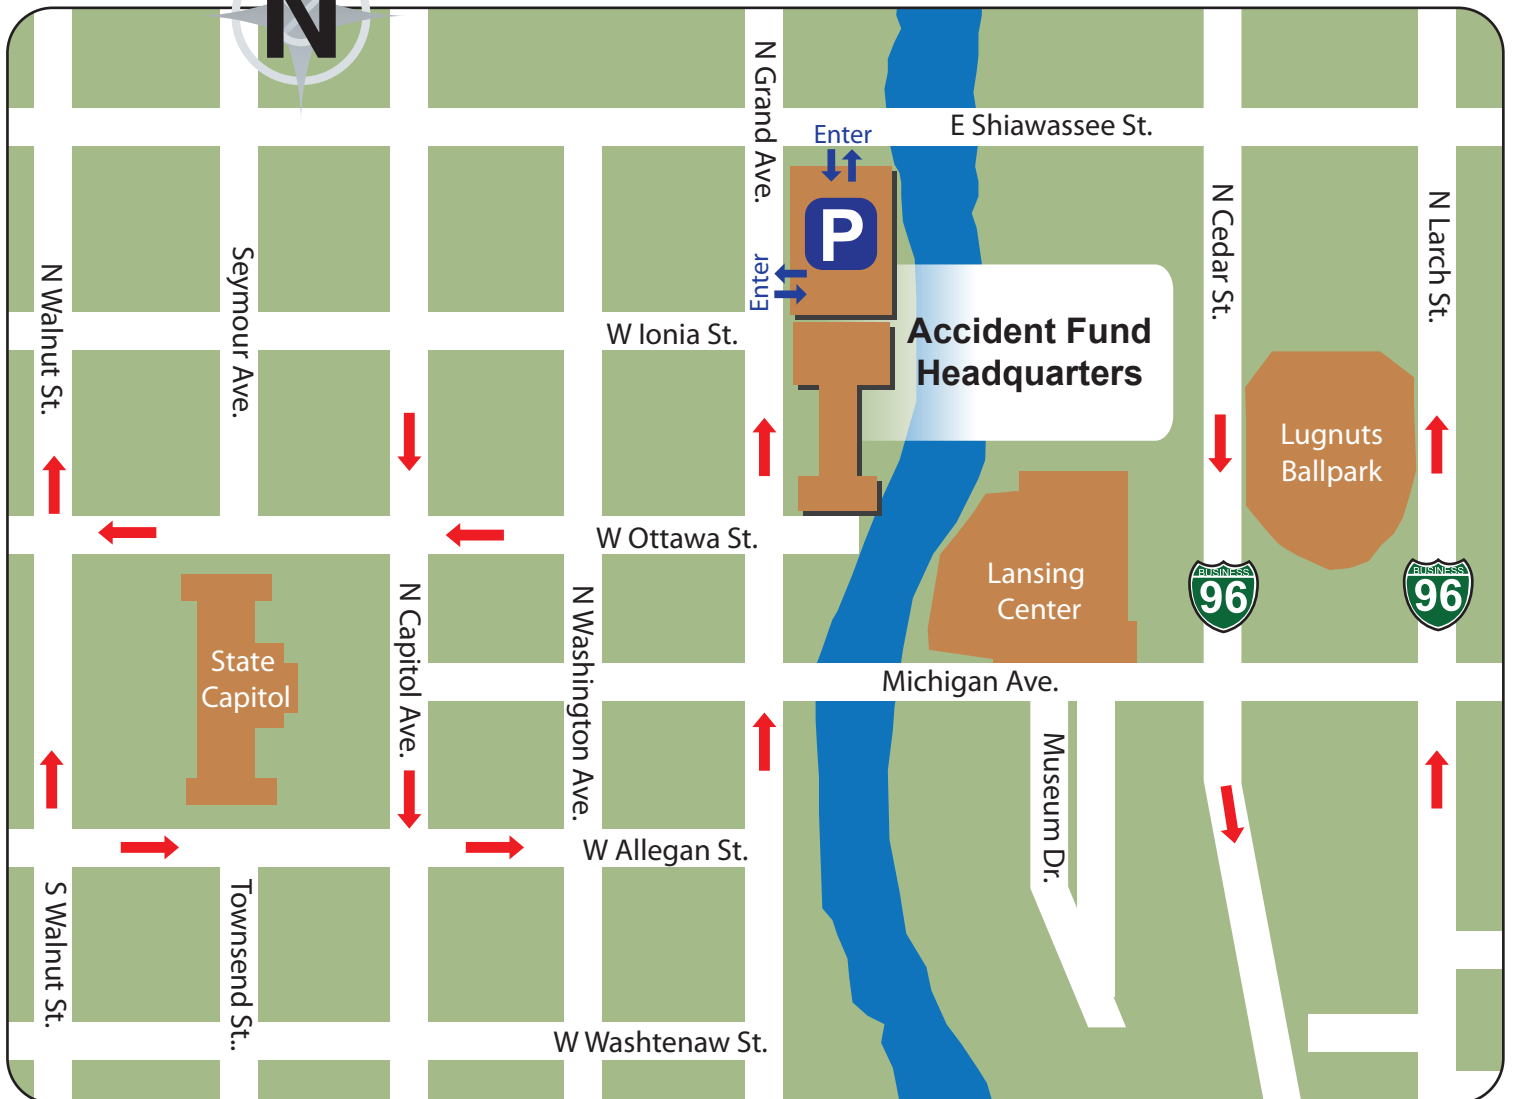 N
N Grand Ave.
E Shiawassee St.
Enter
P
Enter
N Cedar St.
N Larch St.
Seymour Ave.
N Walnut St.
W Ionia St.
Accident Fund
Headquarters
Lugnuts
Ballpark
W Ottawa St.
Lansing
Center
BUSINESS
96
BUSINESS
96
N Capitol Ave.
N Washington Ave.
State
Capitol
Michigan Ave.
Museum Dr.
W Allegan St.
S Walnut St.
Townsend St..
W Washtenaw St.